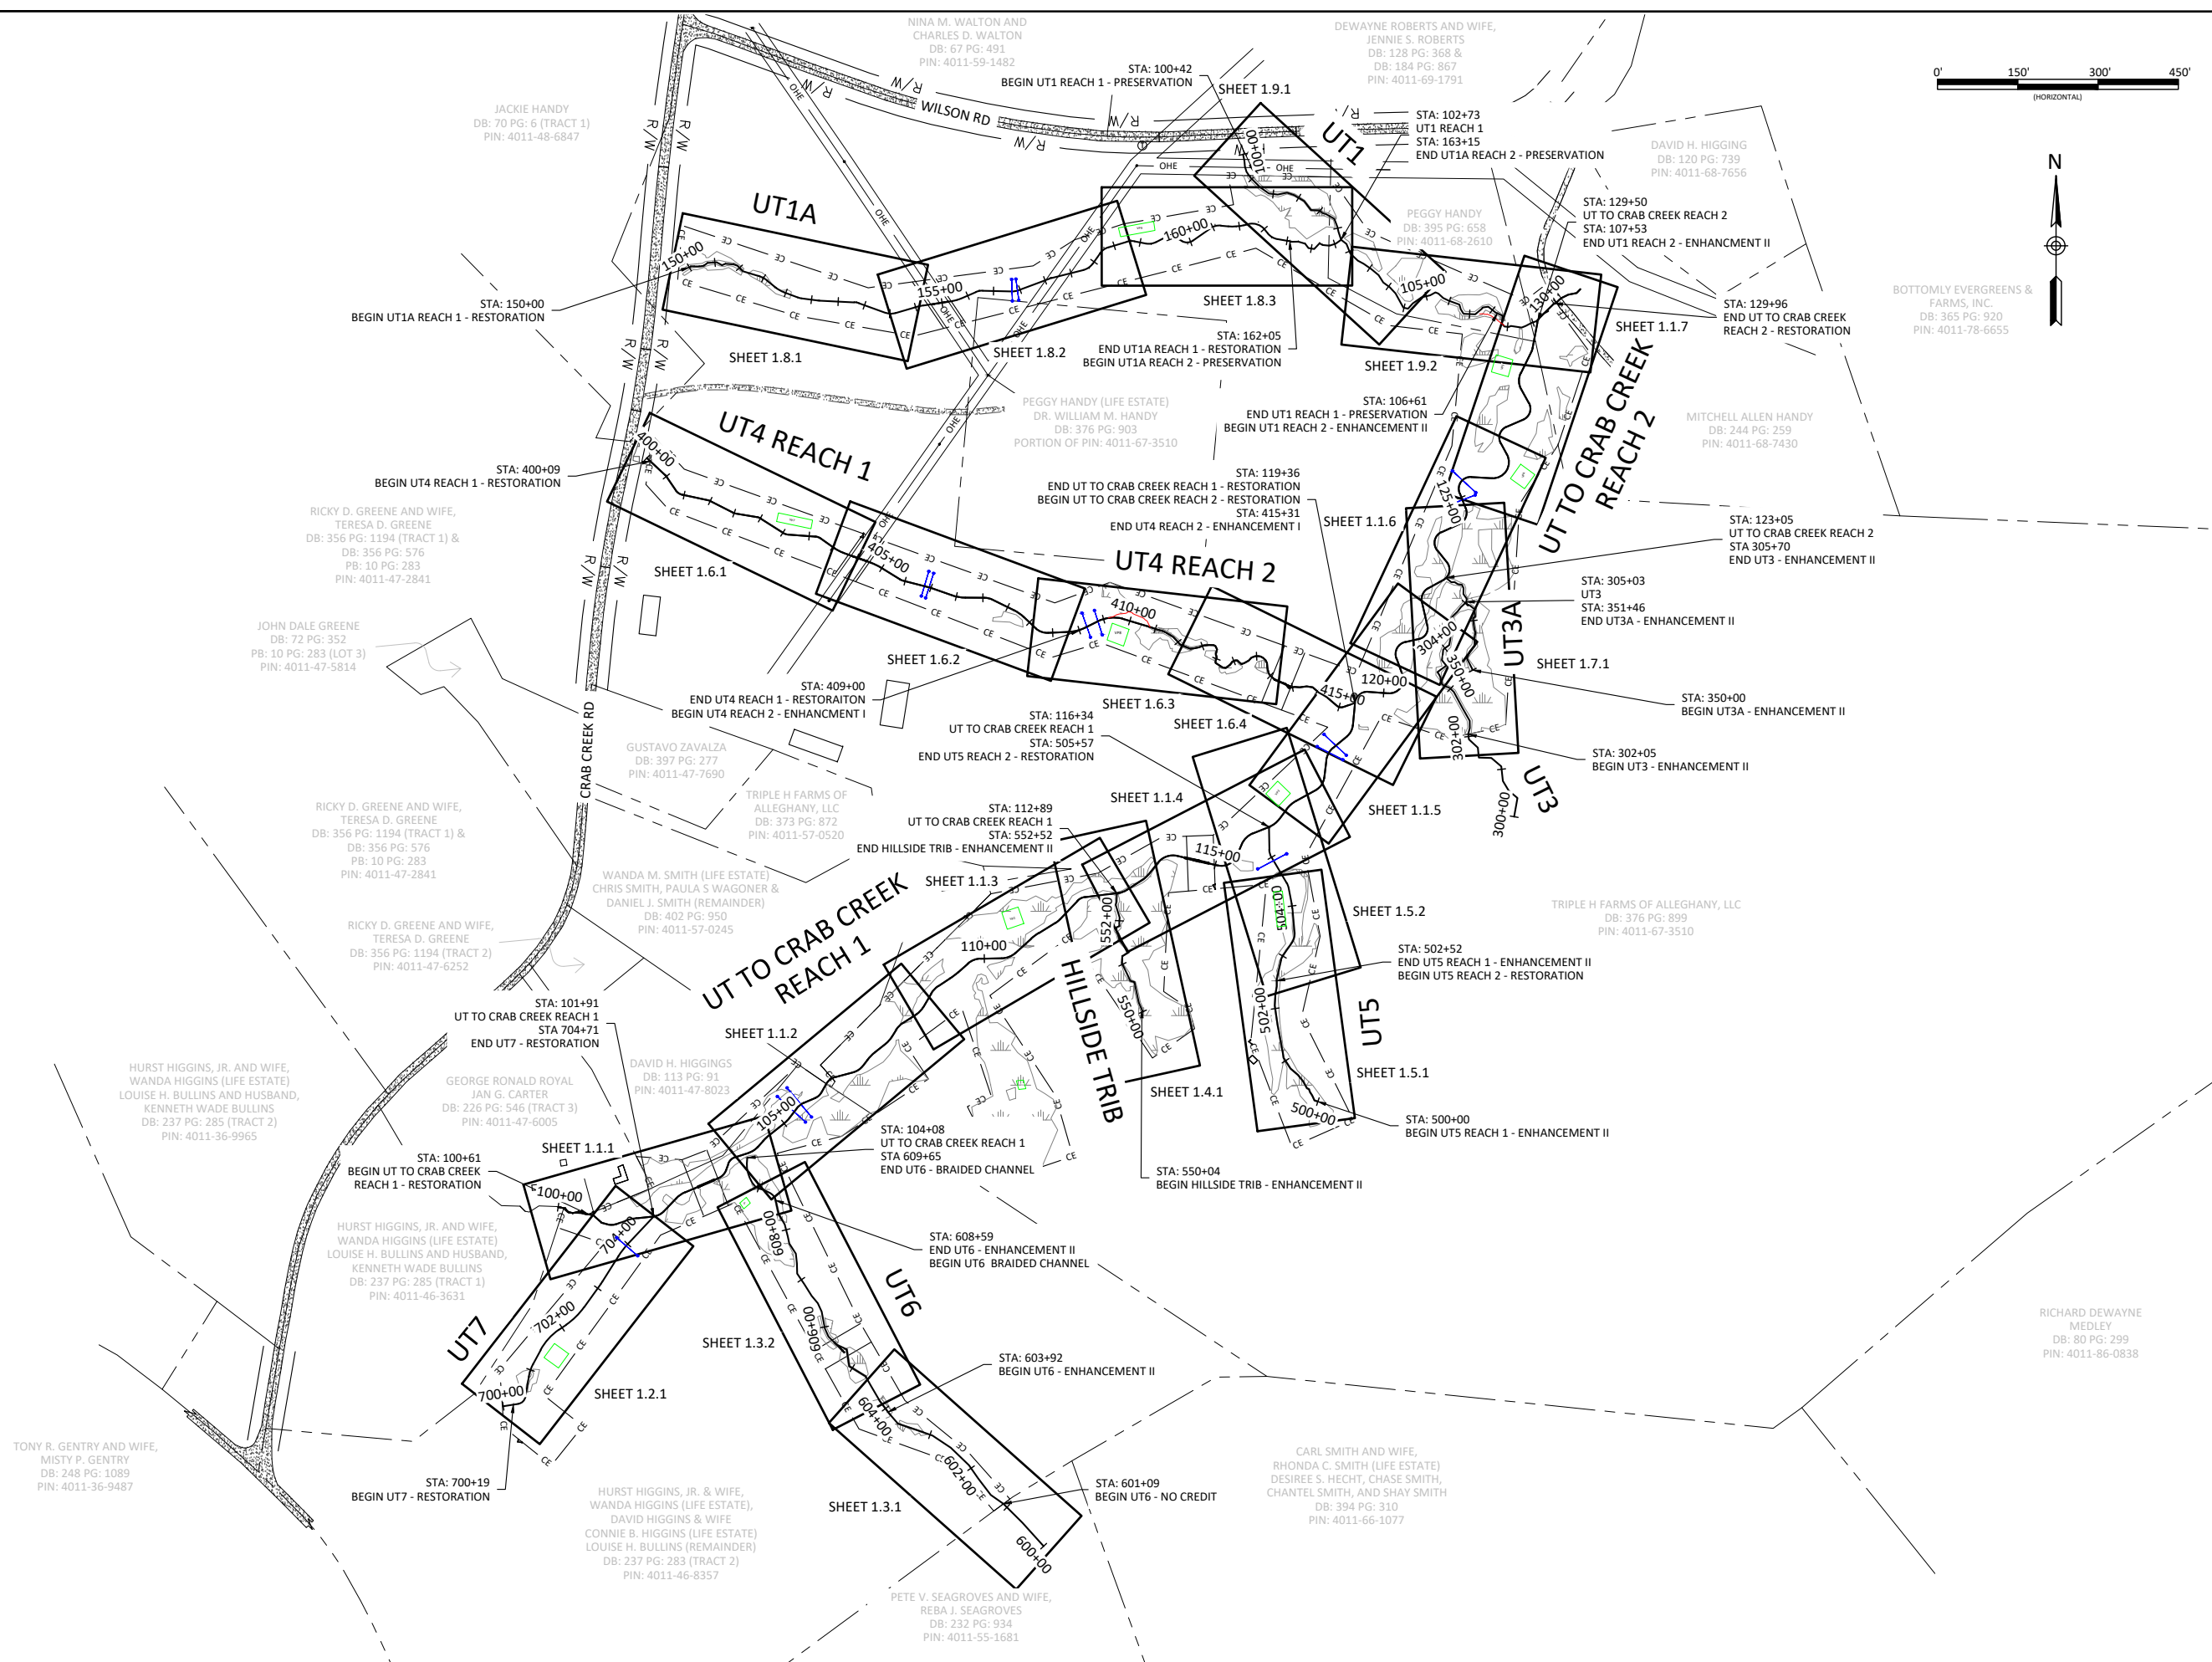 NINA M. WALTON AND
CHARLES D. WALTON
DB: 67 PG: 491
PIN: 4011-59-1482
DEWAYNE ROBERTS AND WIFE,
JENNIE S. ROBERTS
DB: 128 PG: 368 &
DB: 184 PG: 867
PIN: 4011-69-1791
0' 150' 300' 450'
(HORIZONTAL)
N
JACKIE HANDY
DB: 70 PG: 6 (TRACT 1)
PIN: 4011-48-6847
STA: 100+42
BEGIN UT1 REACH 1 - PRESERVATION
SHEET 1.9.1
WILSON RD
R/W
R/W
R/W
R/W
R/W
OHE
UT1
100+00
STA: 102+73
UT1 REACH 1
STA: 163+15
END UT1A REACH 2 - PRESERVATION
DAVID H. HIGGING
DB: 120 PG: 739
PIN: 4011-68-7656
PEGGY HANDY
DB: 395 PG: 658
PIN: 4011-68-2610
STA: 129+50
UT TO CRAB CREEK REACH 2
STA: 107+53
END UT1 REACH 2 - ENHANCMENT II
UT1A
150+00
155+00
160+00
105+00
130+00
STA: 150+00
BEGIN UT1A REACH 1 - RESTORATION
SHEET 1.8.1
SHEET 1.8.2
SHEET 1.8.3
STA: 162+05
END UT1A REACH 1 - RESTORATION
BEGIN UT1A REACH 2 - PRESERVATION
SHEET 1.9.2
SHEET 1.1.7
STA: 129+96
END UT TO CRAB CREEK
REACH 2 - RESTORATION
BOTTOMLY EVERGREENS &
FARMS, INC.
DB: 365 PG: 920
PIN: 4011-78-6655
PEGGY HANDY (LIFE ESTATE)
DR. WILLIAM M. HANDY
DB: 376 PG: 903
PORTION OF PIN: 4011-67-3510
STA: 106+61
END UT1 REACH 1 - PRESERVATION
BEGIN UT1 REACH 2 - ENHANCEMENT II
MITCHELL ALLEN HANDY
DB: 244 PG: 259
PIN: 4011-68-7430
UT TO CRAB CREEK
REACH 2
UT4 REACH 1
400+00
STA: 400+09
BEGIN UT4 REACH 1 - RESTORATION
STA: 119+36
END UT TO CRAB CREEK REACH 1 - RESTORATION
BEGIN UT TO CRAB CREEK REACH 2 - RESTORATION
STA: 415+31
END UT4 REACH 2 - ENHANCEMENT I
SHEET 1.1.6
125+00
RICKY D. GREENE AND WIFE,
TERESA D. GREENE
DB: 356 PG: 1194 (TRACT 1) &
DB: 356 PG: 576
PB: 10 PG: 283
PIN: 4011-47-2841
STA: 123+05
UT TO CRAB CREEK REACH 2
STA 305+70
END UT3 - ENHANCEMENT II
SHEET 1.6.1
405+00
UT4 REACH 2
410+00
STA: 305+03
UT3
STA: 351+46
END UT3A - ENHANCEMENT II
JOHN DALE GREENE
DB: 72 PG: 352
PB: 10 PG: 283 (LOT 3)
PIN: 4011-47-5814
SHEET 1.6.2
304+00
350+00
UT3A
SHEET 1.7.1
STA: 409+00
END UT4 REACH 1 - RESTORAITON
BEGIN UT4 REACH 2 - ENHANCMENT I
SHEET 1.6.3
SHEET 1.6.4
415+00
120+00
STA: 350+00
BEGIN UT3A - ENHANCEMENT II
302+00
STA: 302+05
BEGIN UT3 - ENHANCEMENT II
CRAB CREEK RD
GUSTAVO ZAVALZA
DB: 397 PG: 277
PIN: 4011-47-7690
STA: 116+34
UT TO CRAB CREEK REACH 1
STA: 505+57
END UT5 REACH 2 - RESTORATION
UT3
300+00
TRIPLE H FARMS OF
ALLEGHANY, LLC
DB: 373 PG: 872
PIN: 4011-57-0520
SHEET 1.1.4
SHEET 1.1.5
STA: 112+89
UT TO CRAB CREEK REACH 1
STA: 552+52
END HILLSIDE TRIB - ENHANCEMENT II
115+00
RICKY D. GREENE AND WIFE,
TERESA D. GREENE
DB: 356 PG: 1194 (TRACT 1) &
DB: 356 PG: 576
PB: 10 PG: 283
PIN: 4011-47-2841
WANDA M. SMITH (LIFE ESTATE)
CHRIS SMITH, PAULA S WAGONER &
DANIEL J. SMITH (REMAINDER)
DB: 402 PG: 950
PIN: 4011-57-0245
SHEET 1.1.3
504+00
SHEET 1.5.2
TRIPLE H FARMS OF ALLEGHANY, LLC
DB: 376 PG: 899
PIN: 4011-67-3510
RICKY D. GREENE AND WIFE,
TERESA D. GREENE
DB: 356 PG: 1194 (TRACT 2)
PIN: 4011-47-6252
UT TO CRAB CREEK
REACH 1
110+00
552+00
HILLSIDE TRIB
550+00
STA: 502+52
END UT5 REACH 1 - ENHANCEMENT II
BEGIN UT5 REACH 2 - RESTORATION
502+00
UT5
STA: 101+91
UT TO CRAB CREEK REACH 1
STA 704+71
END UT7 - RESTORATION
SHEET 1.1.2
DAVID H. HIGGINGS
DB: 113 PG: 91
PIN: 4011-47-8023
SHEET 1.4.1
SHEET 1.5.1
HURST HIGGINS, JR. AND WIFE,
WANDA HIGGINS (LIFE ESTATE)
LOUISE H. BULLINS AND HUSBAND,
KENNETH WADE BULLINS
DB: 237 PG: 285 (TRACT 2)
PIN: 4011-36-9965
GEORGE RONALD ROYAL
JAN G. CARTER
DB: 226 PG: 546 (TRACT 3)
PIN: 4011-47-6005
105+00
500+00
STA: 500+00
BEGIN UT5 REACH 1 - ENHANCEMENT II
STA: 104+08
UT TO CRAB CREEK REACH 1
STA 609+65
END UT6 - BRAIDED CHANNEL
SHEET 1.1.1
STA: 100+61
BEGIN UT TO CRAB CREEK
REACH 1 - RESTORATION
100+00
STA: 550+04
BEGIN HILLSIDE TRIB - ENHANCEMENT II
HURST HIGGINS, JR. AND WIFE,
WANDA HIGGINS (LIFE ESTATE)
LOUISE H. BULLINS AND HUSBAND,
KENNETH WADE BULLINS
DB: 237 PG: 285 (TRACT 1)
PIN: 4011-46-3631
704+00
608+00
STA: 608+59
END UT6 - ENHANCEMENT II
BEGIN UT6 BRAIDED CHANNEL
UT6
702+00
UT7
606+00
SHEET 1.3.2
STA: 603+92
BEGIN UT6 - ENHANCEMENT II
RICHARD DEWAYNE
MEDLEY
DB: 80 PG: 299
PIN: 4011-86-0838
700+00
SHEET 1.2.1
604+00
TONY R. GENTRY AND WIFE,
MISTY P. GENTRY
DB: 248 PG: 1089
PIN: 4011-36-9487
STA: 700+19
BEGIN UT7 - RESTORATION
602+00
STA: 601+09
BEGIN UT6 - NO CREDIT
CARL SMITH AND WIFE,
RHONDA C. SMITH (LIFE ESTATE)
DESIREE S. HECHT, CHASE SMITH,
CHANTEL SMITH, AND SHAY SMITH
DB: 394 PG: 310
PIN: 4011-66-1077
HURST HIGGINS, JR. & WIFE,
WANDA HIGGINS (LIFE ESTATE),
DAVID HIGGINS & WIFE
CONNIE B. HIGGINS (LIFE ESTATE)
LOUISE H. BULLINS (REMAINDER)
DB: 237 PG: 283 (TRACT 2)
PIN: 4011-46-8357
SHEET 1.3.1
600+00
PETE V. SEAGROVES AND WIFE,
REBA J. SEAGROVES
DB: 232 PG: 934
PIN: 4011-55-1681